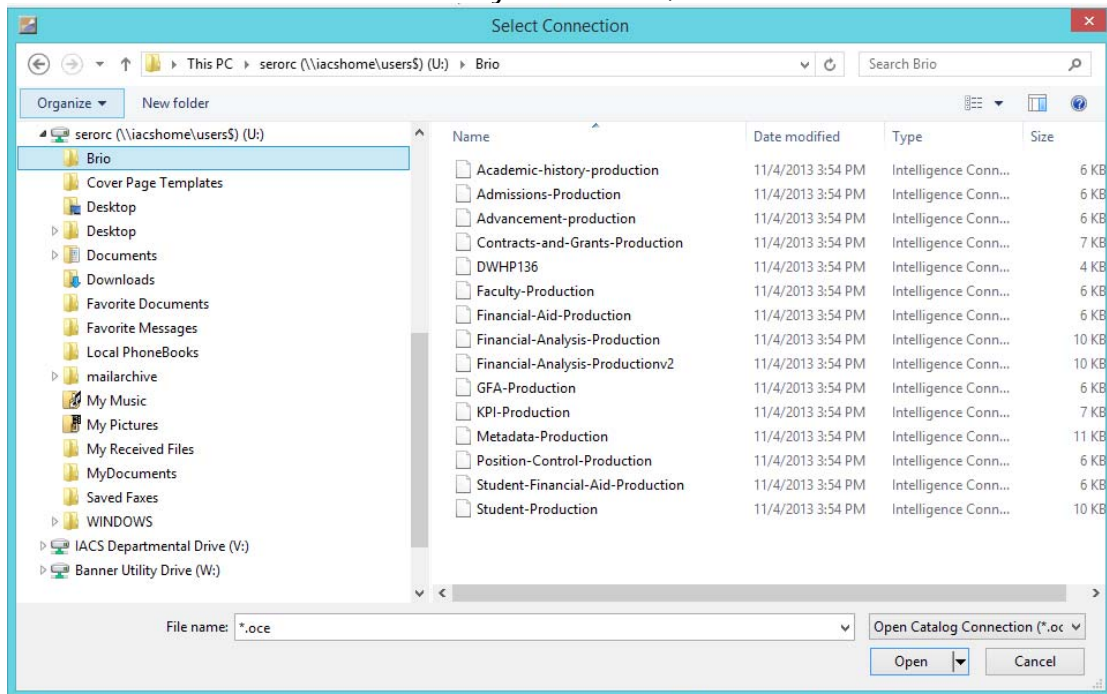 Select Connection
This PC serorc (\\iacshome\users$) (U:) Brio Search Brio
Organize New folder
serorc (\\iacshome\users$) (U:)
Brio
Cover Page Templates
Desktop
Desktop
Documents
Downloads
Favorite Documents
Favorite Messages
Local PhoneBooks
mailarchive
My Music
My Pictures
My Received Files
MyDocuments
Saved Faxes
WINDOWS
IACS Departmental Drive (V:)
Banner Utility Drive (W:)
Name Date modified Type Size
Academic-history-production 11/4/2013 3:54 PM Intelligence Conn... 6 KB
Admissions-Production 11/4/2013 3:54 PM Intelligence Conn... 6 KB
Advancement-production 11/4/2013 3:54 PM Intelligence Conn... 6 KB
Contracts-and-Grants-Production 11/4/2013 3:54 PM Intelligence Conn... 7 KB
DWHP136 11/4/2013 3:54 PM Intelligence Conn... 4 KB
Faculty-Production 11/4/2013 3:54 PM Intelligence Conn... 6 KB
Financial-Aid-Production 11/4/2013 3:54 PM Intelligence Conn... 6 KB
Financial-Analysis-Production 11/4/2013 3:54 PM Intelligence Conn... 10 KB
Financial-Analysis-Productionv2 11/4/2013 3:54 PM Intelligence Conn... 10 KB
GFA-Production 11/4/2013 3:54 PM Intelligence Conn... 6 KB
KPI-Production 11/4/2013 3:54 PM Intelligence Conn... 7 KB
Metadata-Production 11/4/2013 3:54 PM Intelligence Conn... 11 KB
Position-Control-Production 11/4/2013 3:54 PM Intelligence Conn... 6 KB
Student-Financial-Aid-Production 11/4/2013 3:54 PM Intelligence Conn... 6 KB
Student-Production 11/4/2013 3:54 PM Intelligence Conn... 10 KB
File name: *.oce Open Catalog Connection (*.oc
Open Cancel